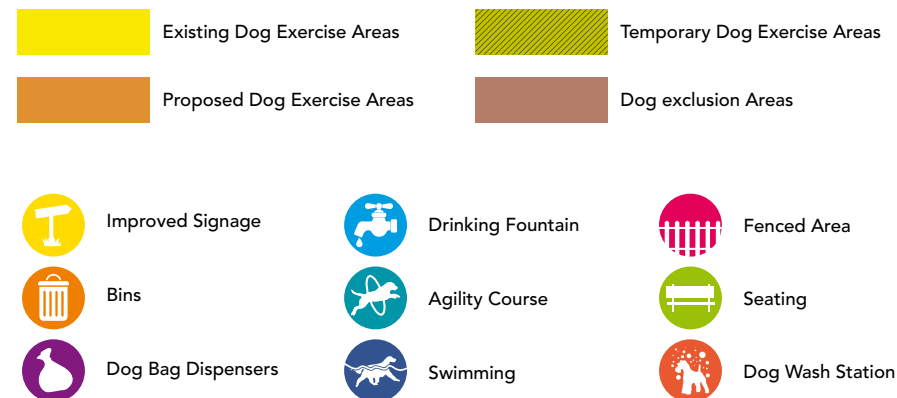 Existing Dog Exercise Areas
Temporary Dog Exercise Areas
Proposed Dog Exercise Areas
Dog exclusion Areas
Improved Signage
Drinking Fountain
Fenced Area
Bins
Agility Course
Seating
Dog Bag Dispensers
Swimming
Dog Wash Station